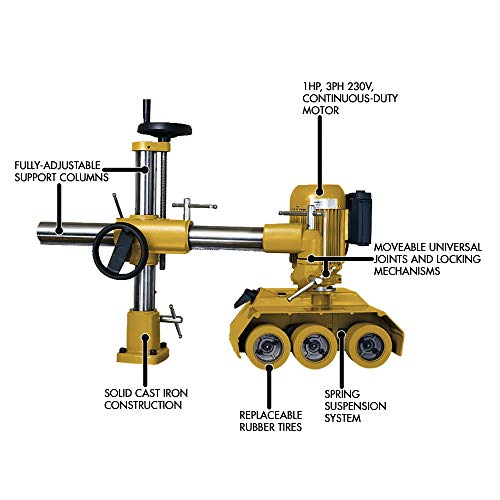 1HP, 3PH 230V,
CONTINUOUS-DUTY
MOTOR
FULLY-ADJUSTABLE
SUPPORT COLUMNS
MOVEABLE UNIVERSAL
JOINTS AND LOCKING
MECHANISMS
SOLID CAST IRON
CONSTRUCTION
REPLACEABLE
RUBBER TIRES
SPRING
SUSPENSION
SYSTEM